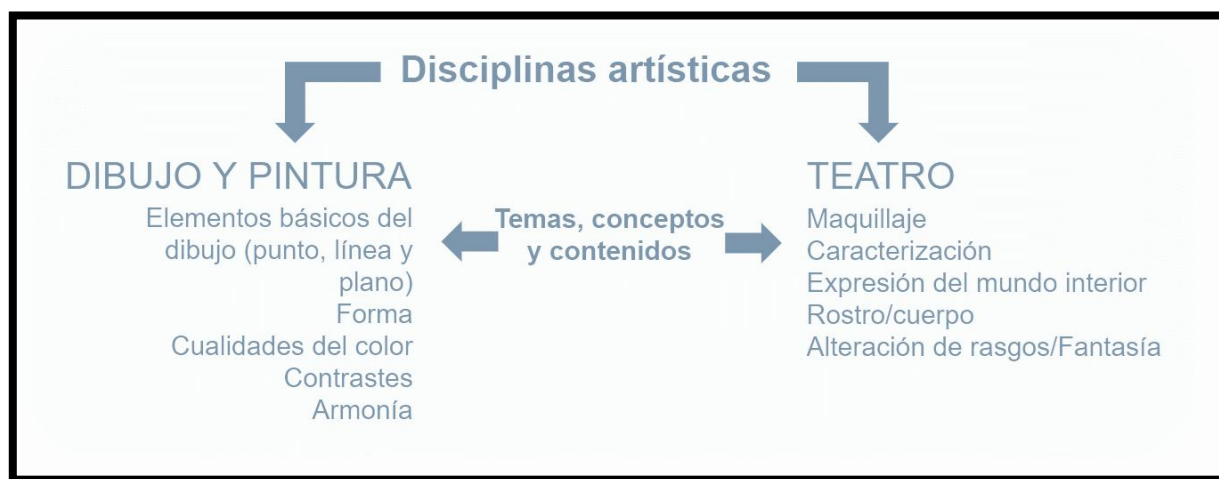 Disciplinas artísticas
DIBUJO Y PINTURA
Elementos básicos del
dibujo (punto, línea y
plano)
Forma
Cualidades del color
Contrastes
Armonía
Temas, conceptos
y contenidos
TEATRO
Maquillaje
Caracterización
Expresión del mundo interior
Rostro/cuerpo
Alteración de rasgos/Fantasía